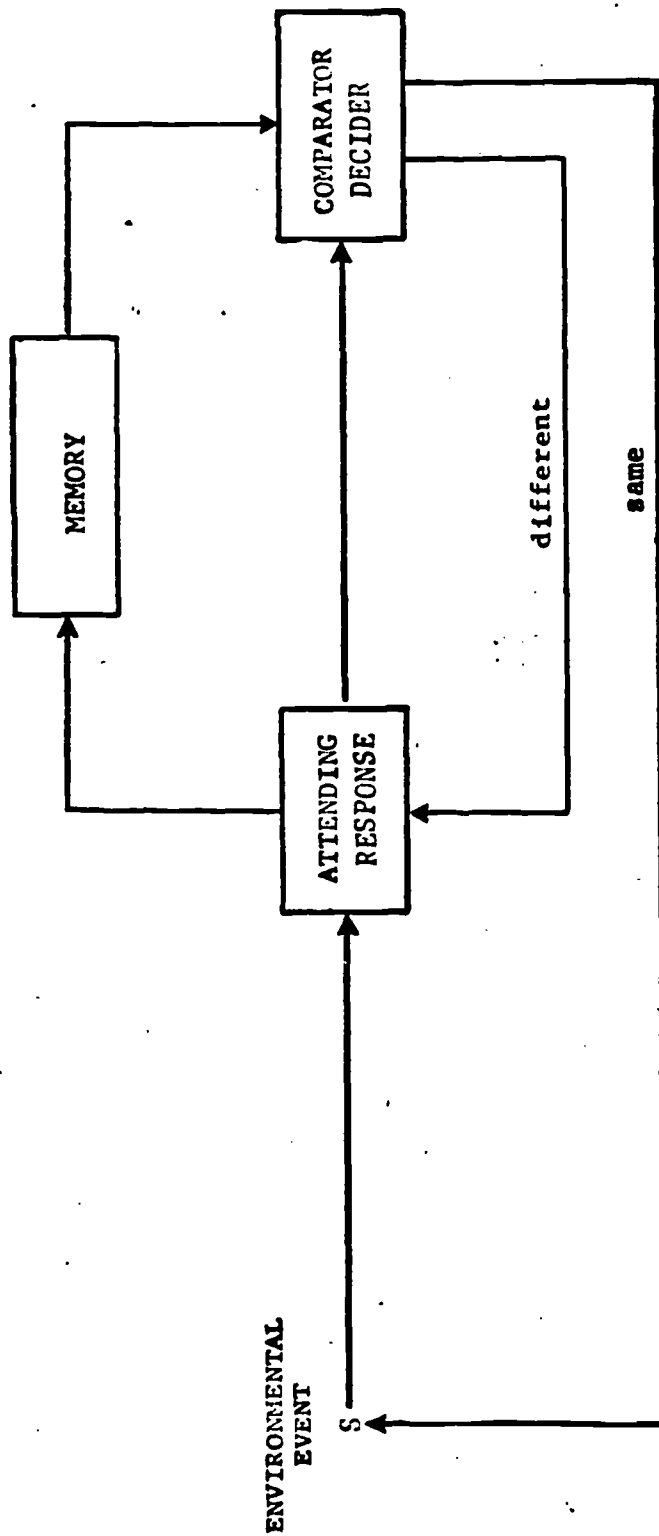 ENVIRONMENTAL
EVENT
S
ATTENDING
RESPONSE
MEMORY
COMPARATOR
DECIDER
different
same